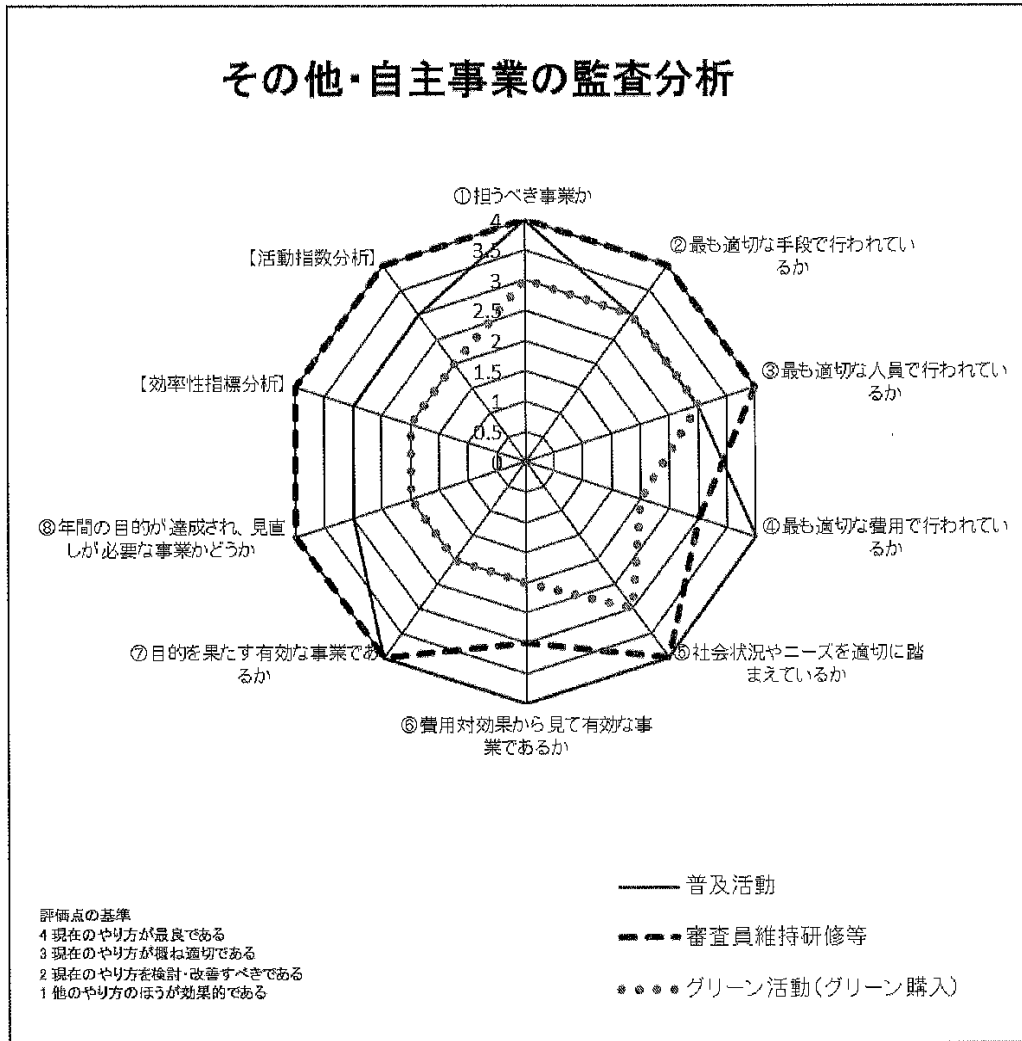 その他・自主事業の監査分析
①担うべき事業か
【活動指数分析】
②最も適切な手段で行われてい
るか
【効率性指標分析】
③最も適切な人員で行われてい
るか
4
3.5
3
2.5
2
1.5
1
0.5
0
⑧年間の目的が達成され、見直
しが必要な事業かどうか
④最も適切な費用で行われてい
るか
⑦目的を果たす有効な事業であ
るか
⑤社会状況やニーズを適切に踏
まえているか
⑥費用対効果から見て有効な事
業であるか
評価点の基準
4 現在のやり方が最良である
3 現在のやり方が概ね適切である
2 現在のやり方を検討・改善すべきである
1 他のやり方のほうが効果的である
普及活動
審査員維持研修等
グリーン活動(グリーン購入)